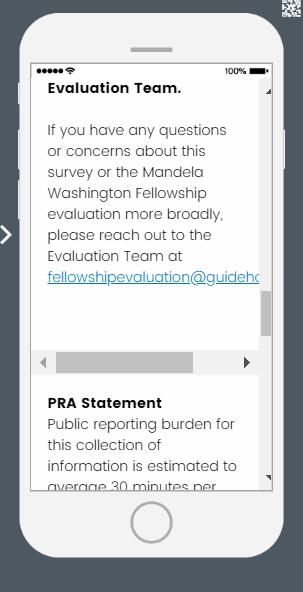 100%
Evaluation Team.
If you have any questions
or concerns about this
survey or the Mandela
Washington Fellowship
evaluation more broadly,
please reach out to the
Evaluation Team at
fellowshipevaluation@guideho
PRA Statement
Public reporting burden for
this collection of
information is estimated to
average 30 minutes per